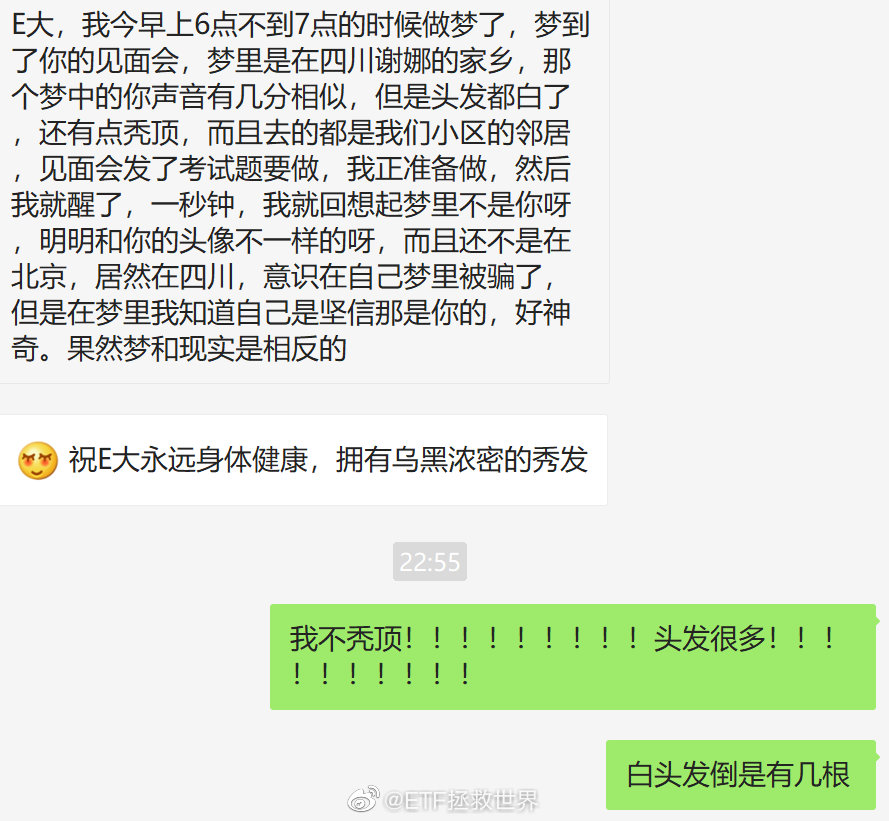 E大，我今早上6点不到7点的时候做梦了，梦到
了你的见面会，梦里是在四川谢娜的家乡，那
个梦中的你声音有几分相似，但是头发都白了
，还有点秃顶，而且去的都是我们小区的邻居
，见面会发了考试题要做，我正准备做，然后
我就醒了，一秒钟，我就回想起梦里不是你呀
，明明和你的头像不一样的呀，而且还不是在
北京，居然在四川，意识在自己梦里被骗了，
但是在梦里我知道自己是坚信那是你的，好神
奇。果然梦和现实是相反的
祝E大永远身体健康，拥有乌黑浓密的秀发
22:55
我不秃顶！！！！！！！！！头发很多！！！
！！！！！！！
白头发倒是有几根
@ETF拯救世界